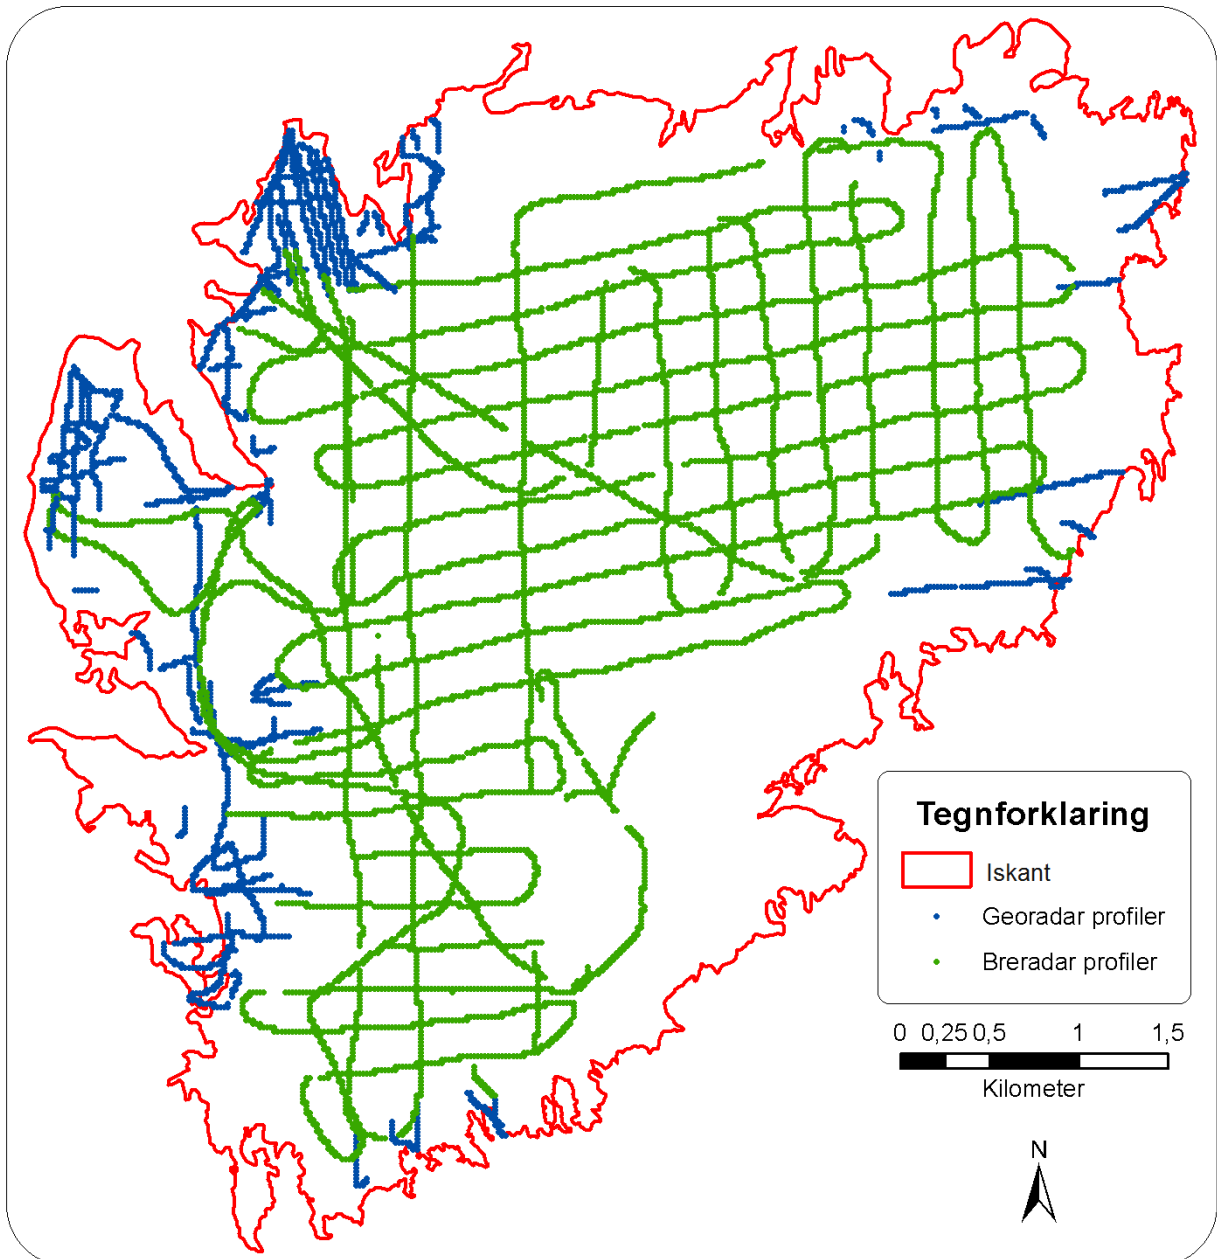 Tegnforklaring
Iskant
Georadar profiler
Breradar profiler
0 0,25 0,5 1 1,5
Kilometer
N